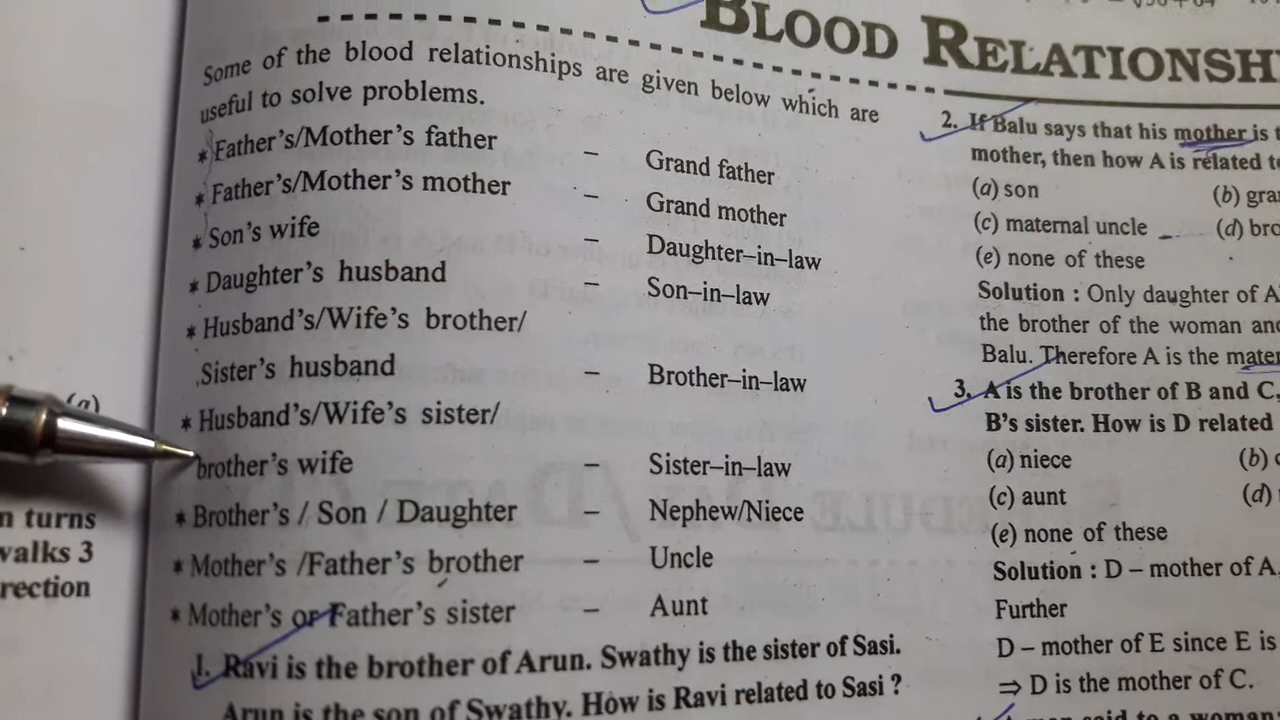 BLOOD
Some of the blood relationships are given below which are
useful to solve problems.
* Father's/Mother's father – Grand father
* Father's/Mother's mother – Grand mother
* Son's wife – Daughter–in–law
* Daughter's husband – Son–in–law
* Husband's/Wife's brother/
Sister's husband – Brother–in–law
* Husband's/Wife's sister/
brother's wife – Sister–in–law
* Brother's / Son / Daughter – Nephew/Niece
* Mother's /Father's brother – Uncle
* Mother's or Father's sister – Aunt
1. Ravi is the brother of Arun. Swathy is the sister of Sasi.
Arun is the son of Swathy. How is Ravi related to Sasi ?
2. If Balu says that his mother is
mother, then how A is related
(a) son (b)
(c) maternal uncle (d)
(e) none of these
Solution : Only daughter of A
the brother of the woman
Balu. Therefore A is the
3. A is the brother of B and C,
B's sister. How is D related
(a) niece (b)
(c) aunt (d)
(e) none of these
Solution : D – mother of A.
Further
D – mother of E since E is
⇒ D is the mother of C.
said to a woman
(a)
turns
walks 3